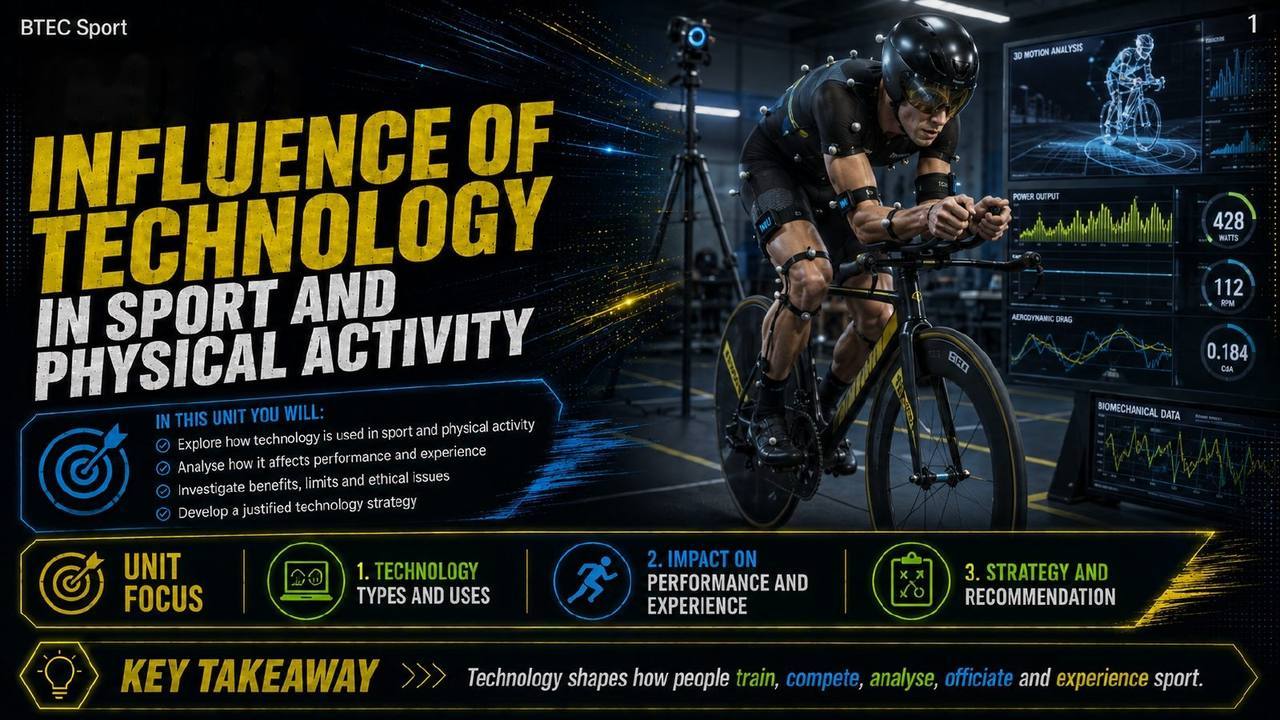 BTEC Sport
1
INFLUENCE OF
TECHNOLOGY
IN SPORT AND
PHYSICAL ACTIVITY
IN THIS UNIT YOU WILL:
Explore how technology is used in sport and physical activity
Analyse how it affects performance and experience
Investigate benefits, limits and ethical issues
Develop a justified technology strategy
3D MOTION ANALYSIS
POWER OUTPUT
428
WATTS
112
RPM
AERODYNAMIC DRAG
0.184
CdA
BIOMECHANICAL DATA
UNIT
FOCUS
1. TECHNOLOGY
TYPES AND USES
2. IMPACT ON
PERFORMANCE AND
EXPERIENCE
3. STRATEGY AND
RECOMMENDATION
KEY TAKEAWAY
Technology shapes how people train, compete, analyse, officiate and experience sport.